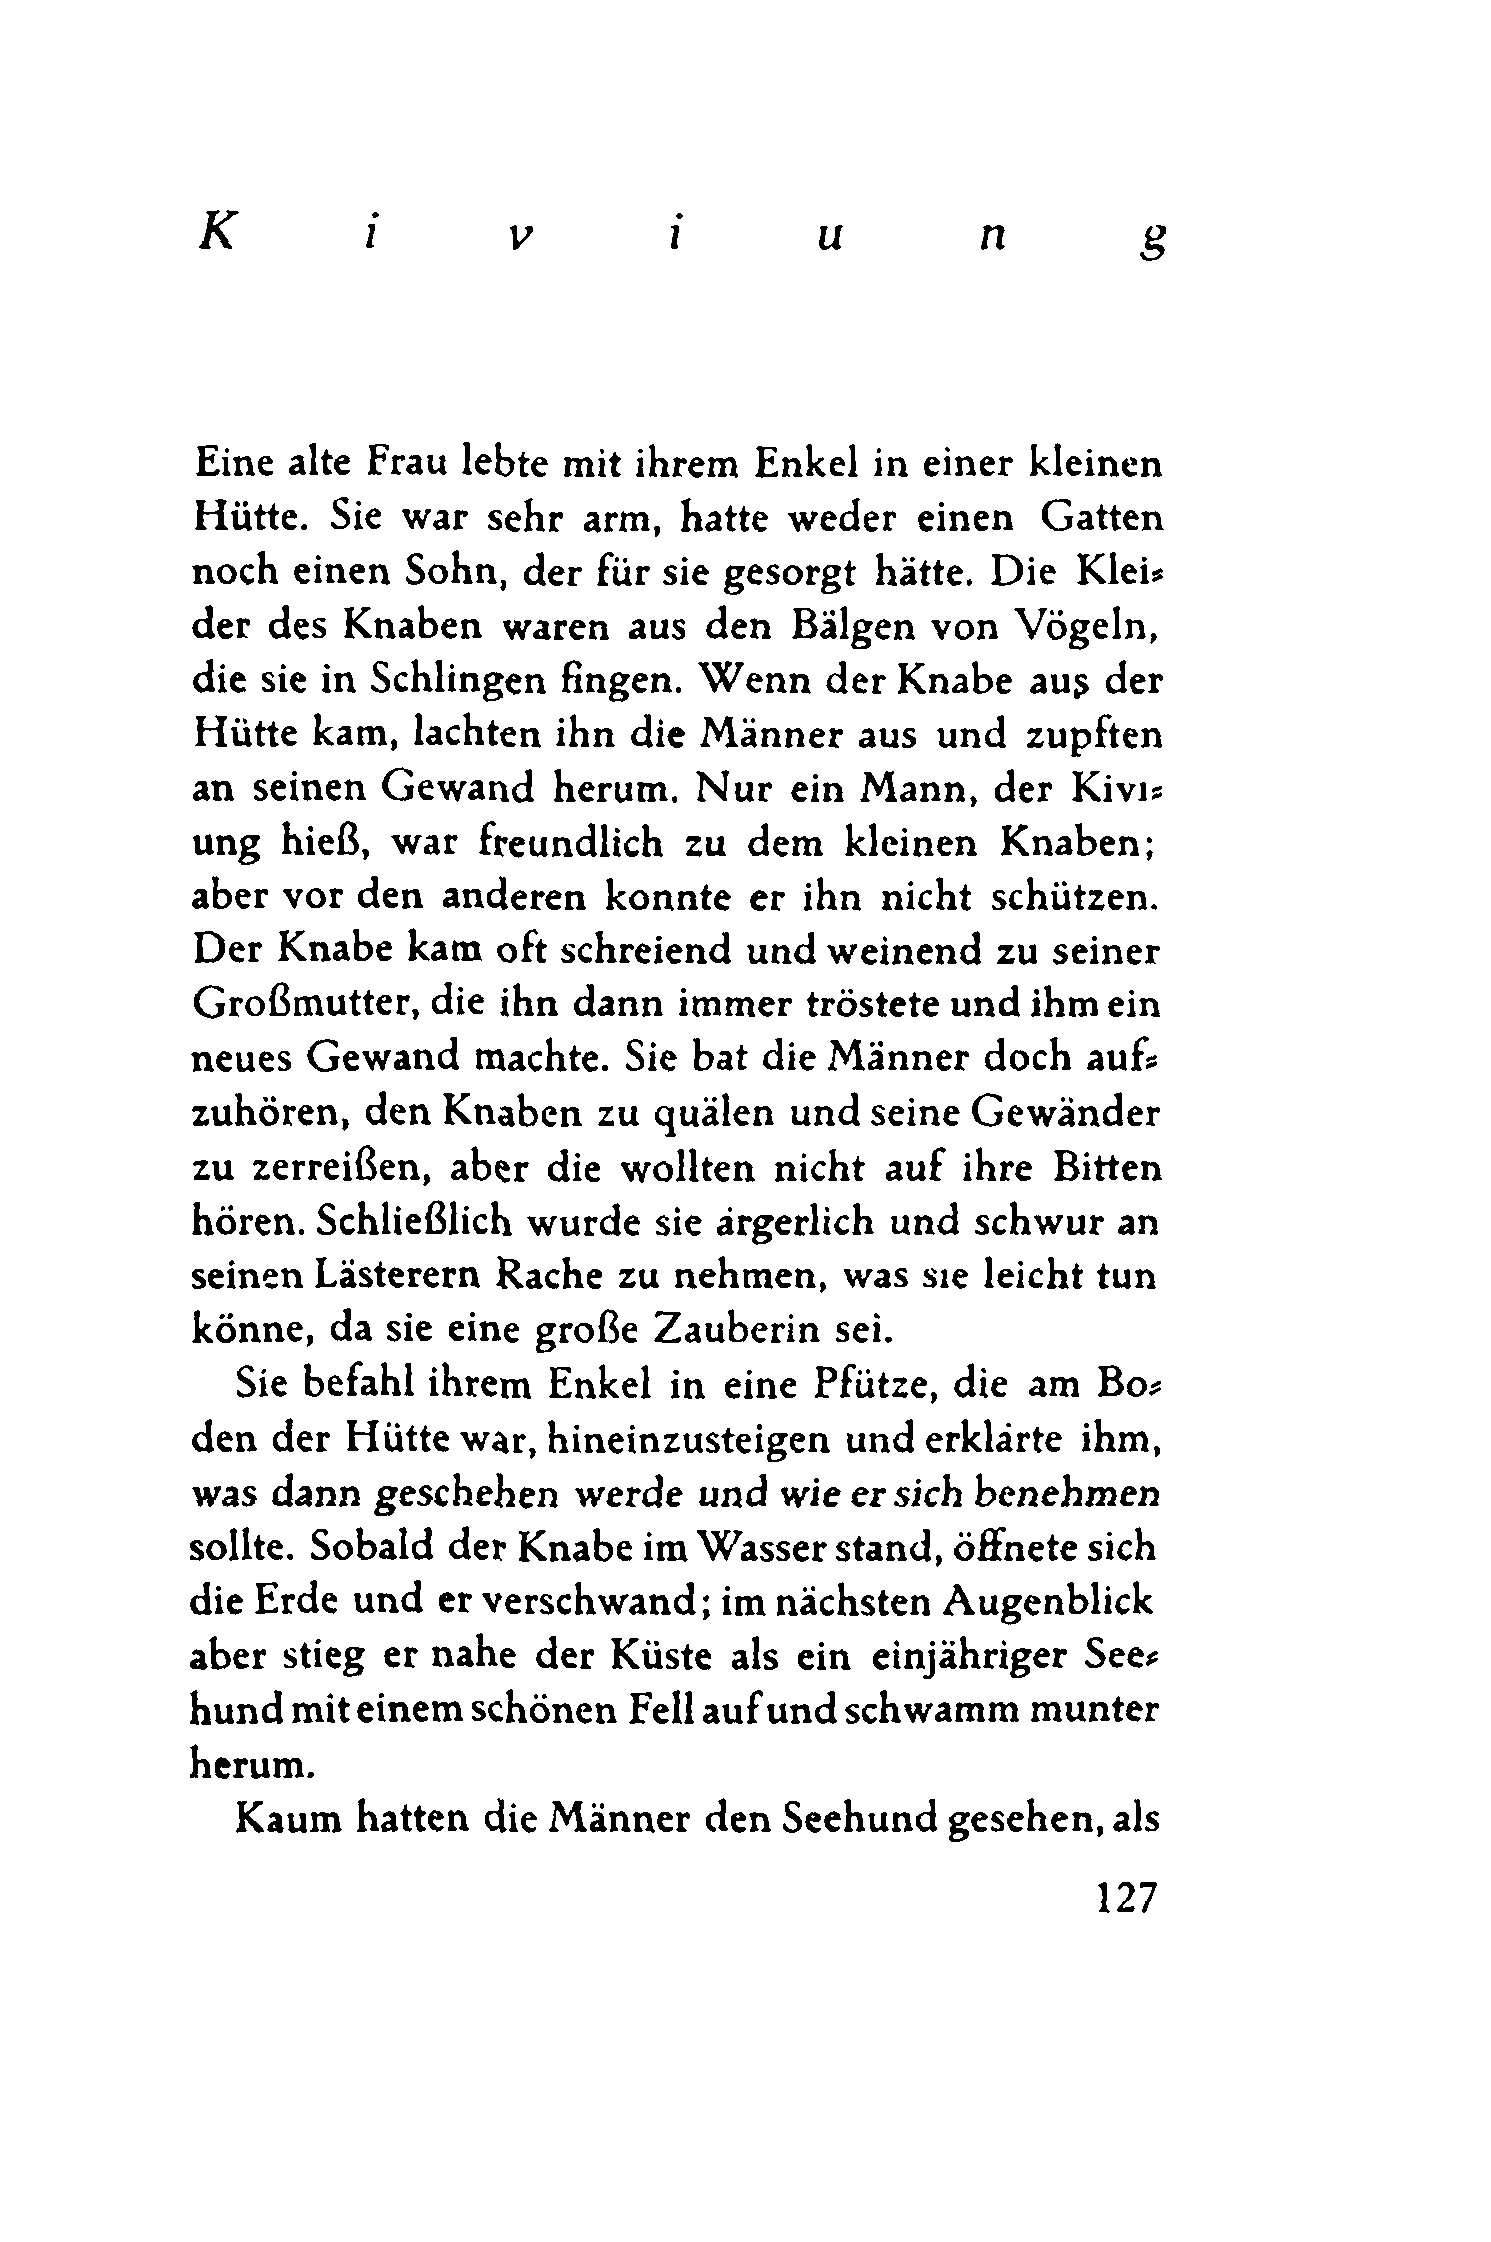 K i v i u n g
Eine alte Frau lebte mit ihrem Enkel in einer kleinen
Hütte. Sie war sehr arm, hatte weder einen Gatten
noch einen Sohn, der für sie gesorgt hätte. Die Klei-
der des Knaben waren aus den Bälgen von Vögeln,
die sie in Schlingen fingen. Wenn der Knabe aus der
Hütte kam, lachten ihn die Männer aus und zupften
an seinen Gewand herum. Nur ein Mann, der Kivi-
ung hieß, war freundlich zu dem kleinen Knaben;
aber vor den anderen konnte er ihn nicht schützen.
Der Knabe kam oft schreiend und weinend zu seiner
Großmutter, die ihn dann immer tröstete und ihm ein
neues Gewand machte. Sie bat die Männer doch auf-
zuhören, den Knaben zu quälen und seine Gewänder
zu zerreißen, aber die wollten nicht auf ihre Bitten
hören. Schließlich wurde sie ärgerlich und schwur an
seinen Lästerern Rache zu nehmen, was sie leicht tun
könne, da sie eine große Zauberin sei.
Sie befahl ihrem Enkel in eine Pfütze, die am Bo-
den der Hütte war, hineinzusteigen und erklärte ihm,
was dann geschehen werde und wie er sich benehmen
sollte. Sobald der Knabe im Wasser stand, öffnete sich
die Erde und er verschwand; im nächsten Augenblick
aber stieg er nahe der Küste als ein einjähriger See-
hund mit einem schönen Fell auf und schwamm munter
herum.
Kaum hatten die Männer den Seehund gesehen, als
127